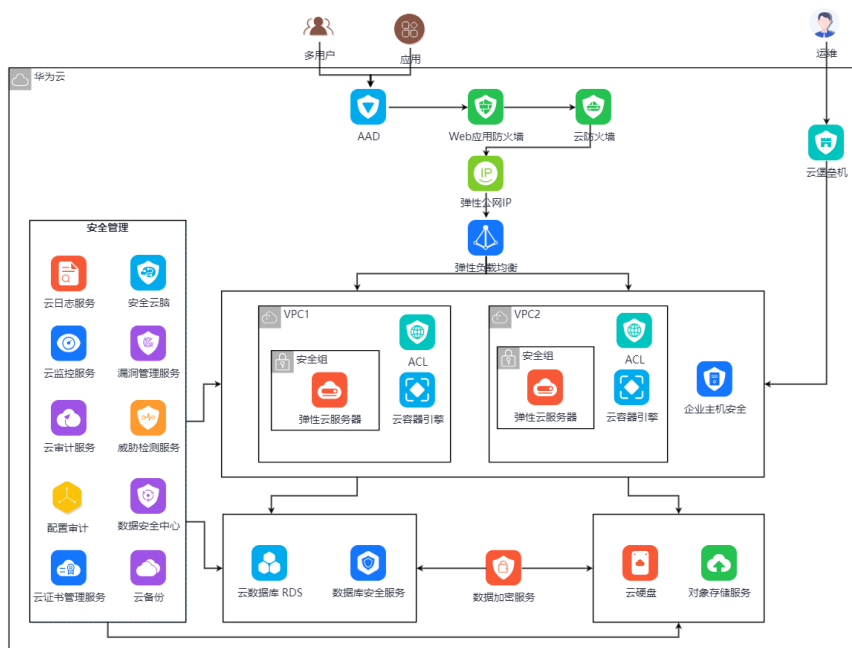 多用户
应用
运维
华为云
AAD
Web应用防火墙
云防火墙
云堡垒机
IP
弹性公网IP
弹性负载均衡
安全管理
云日志服务
安全云脑
云监控服务
漏洞管理服务
云审计服务
威胁检测服务
配置审计
数据安全中心
云证书管理服务
云备份
VPC1
ACL
安全组
弹性云服务器
云容器引擎
VPC2
ACL
安全组
弹性云服务器
云容器引擎
企业主机安全
云数据库 RDS
数据库安全服务
数据加密服务
云硬盘
对象存储服务